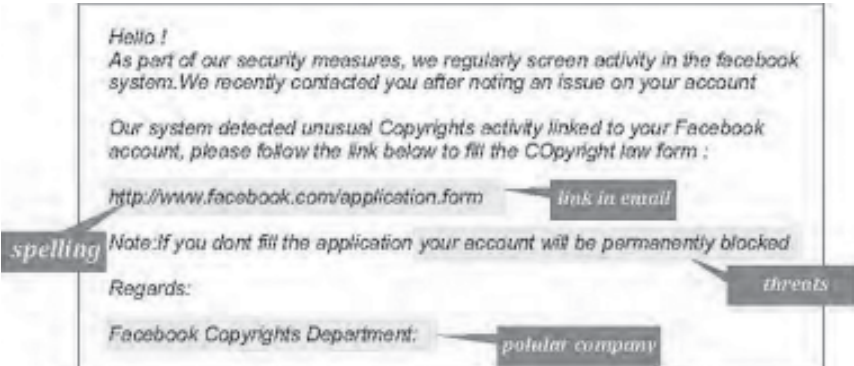 Hello !
As part of our security measures, we regularly screen activity in the facebook
system.We recently contacted you after noting an issue on your account
Our system detected unusual Copyrights activity linked to your Facebook
account, please follow the link below to fill the COpyright law form :
http://www.facebook.com/application.form
link in email
spelling
Note:If you dont fill the application your account will be permanently blocked
threats
Regards:
Facebook Copyrights Department:
polular company